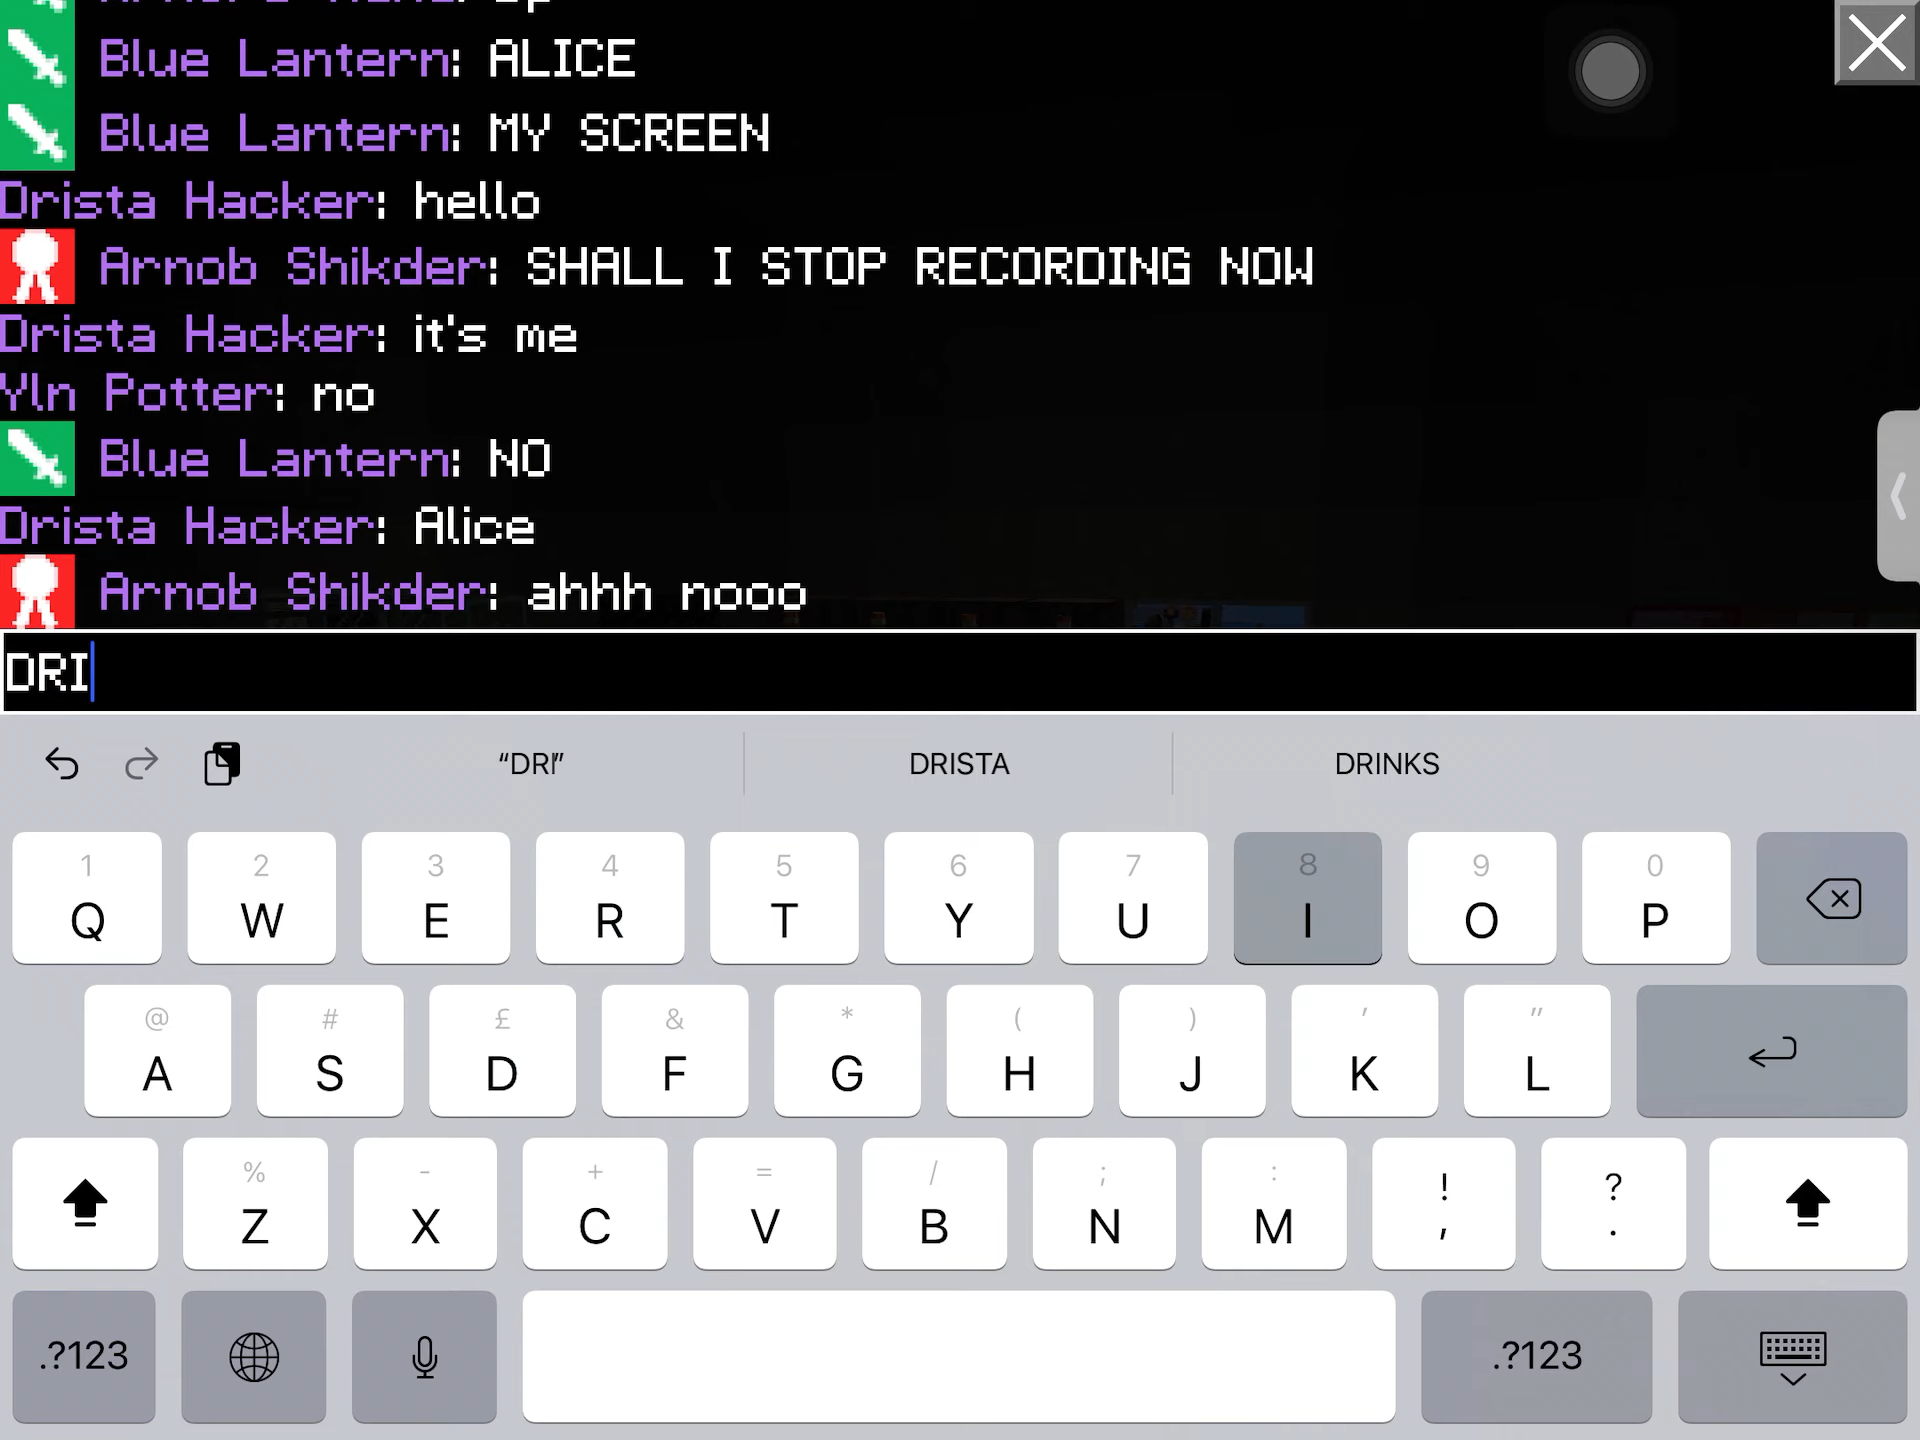 Blue Lantern: ALICE
Blue Lantern: MY SCREEN
Drista Hacker: hello
Arnob Shikder: SHALL I STOP RECORDING NOW
Drista Hacker: it's me
Yln Potter: no
Blue Lantern: NO
Drista Hacker: Alice
Arnob Shikder: ahhh nooo
DRI
“DRI” DRISTA DRINKS
1 2 3 4 5 6 7 8 9 0
Q W E R T Y U I O P
@ # £ & * ( ) ' "
A S D F G H J K L
% - + = / ; : ! ?
Z X C V B N M , .
.?123 .?123